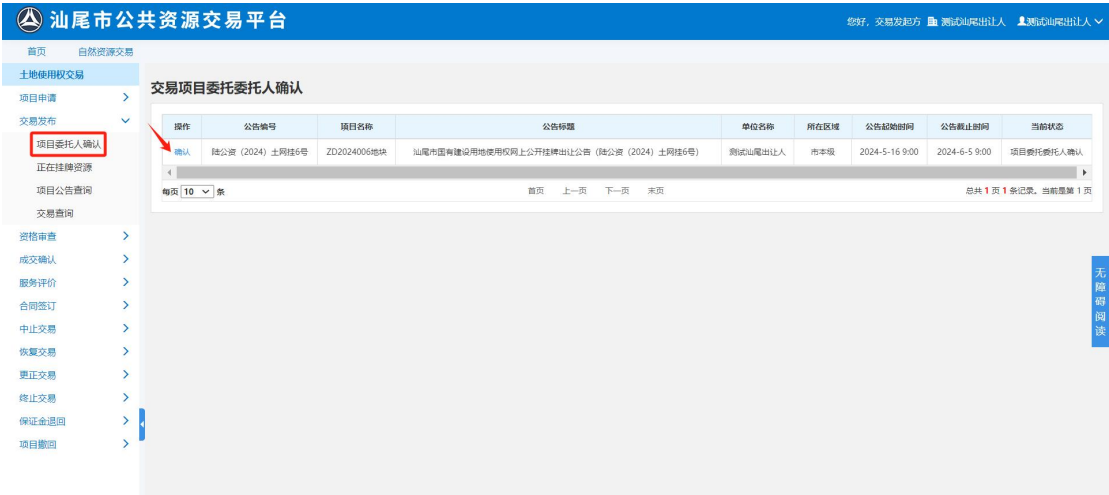 汕尾市公共资源交易平台
您好，交易发起方 测试汕尾出让人 测试汕尾出让人
首页 自然资源交易
土地使用权交易
项目申请
交易发布
项目委托人确认
正在挂牌资源
项目公告查询
交易查询
资格审查
成交确认
服务评价
合同签订
中止交易
恢复交易
更正交易
终止交易
保证金退回
项目撤回
交易项目委托委托人确认
操作 公告编号 项目名称 公告标题 单位名称 所在区域 公告起始时间 公告截止时间 当前状态
确认 陆公资（2024）土网挂6号 ZD2024006地块 汕尾市国有建设用地使用权网上公开挂牌出让公告（陆公资（2024）土网挂6号） 测试汕尾出让人 市本级 2024-5-16 9:00 2024-6-5 9:00 项目委托委托人确认
每页 10 条 首页 上一页 下一页 末页 总共 1 页 1 条记录。当前是第 1 页
无障碍阅读